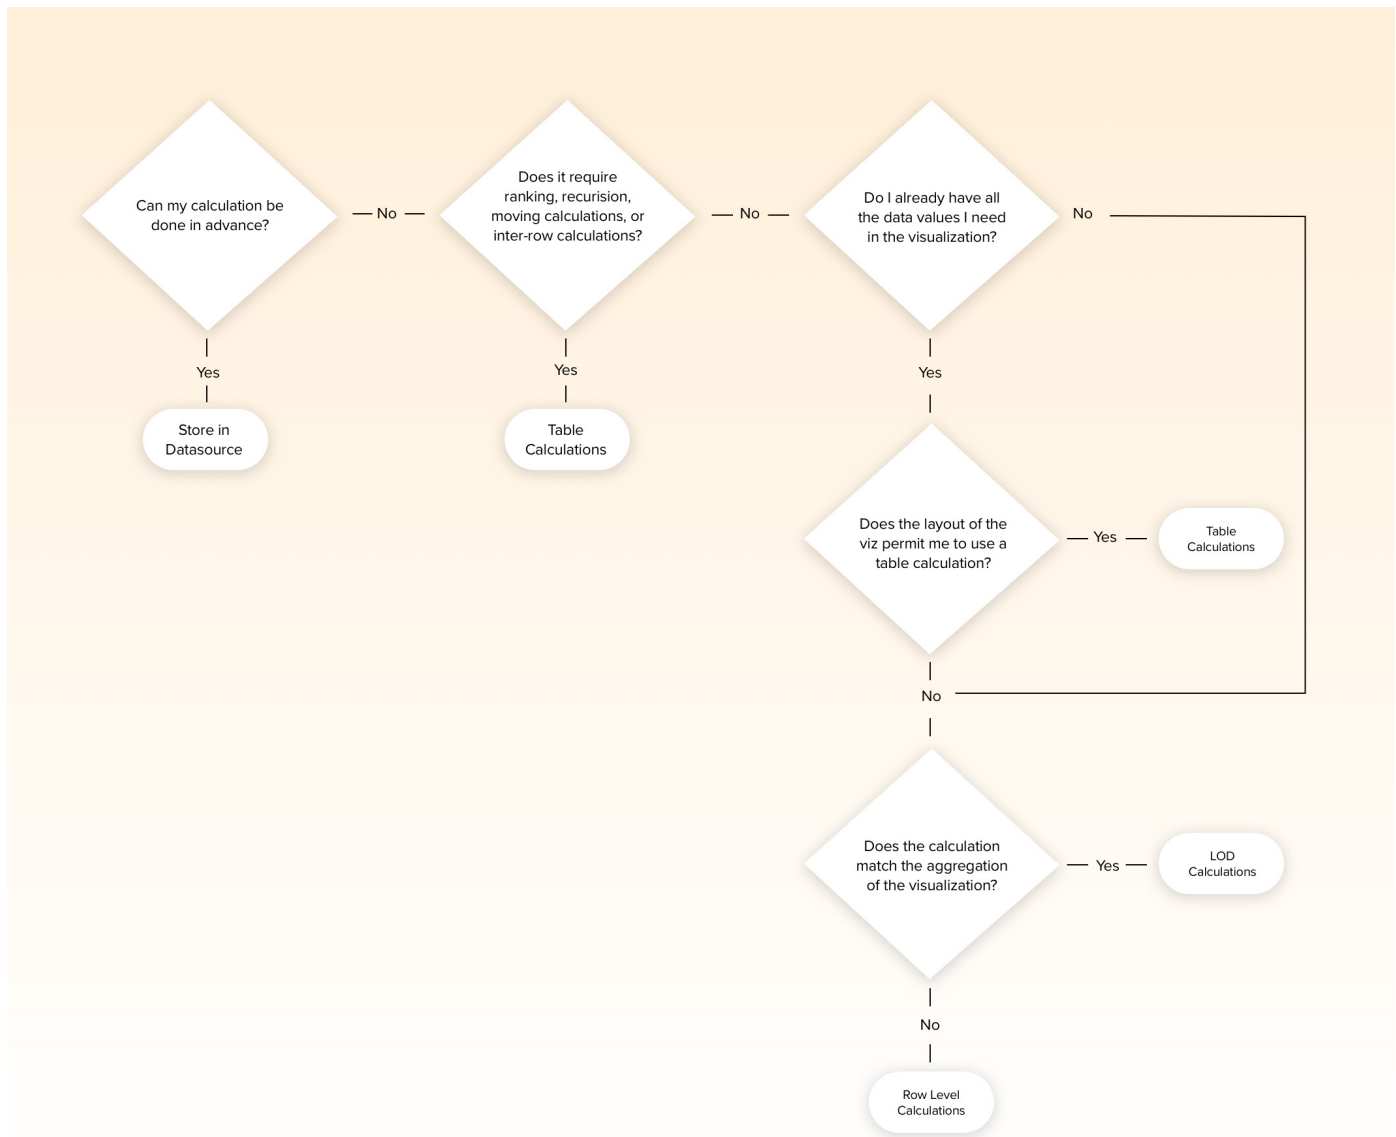 Can my calculation be
done in advance?
No
Does it require
ranking, recurision,
moving calculations, or
inter-row calculations?
No
Do I already have all
the data values I need
in the visualization?
No
Yes
Yes
Yes
Store in
Datasource
Table
Calculations
Does the layout of the
viz permit me to use a
table calculation?
Yes
Table
Calculations
No
Does the calculation
match the aggregation
of the visualization?
Yes
LOD
Calculations
No
Row Level
Calculations